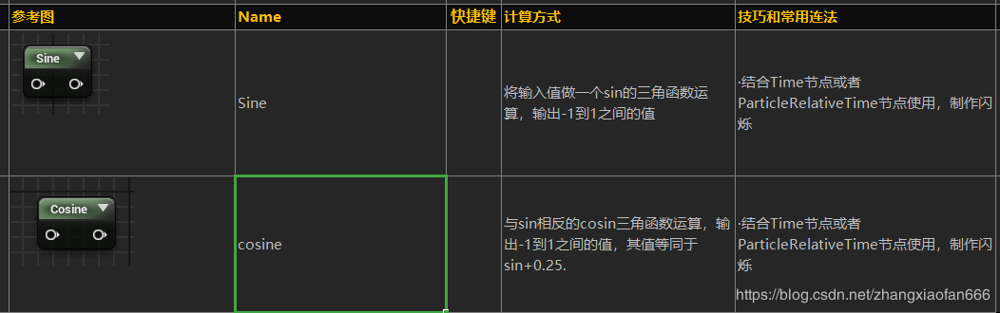 参考图 Name 快捷键 计算方式 技巧和常用连法
Sine
Sine
将输入值做一个sin的三角函数运
算，输出-1到1之间的值
·结合Time节点或者
ParticleRelativeTime节点使用，制作闪
烁
Cosine
cosine
与sin相反的cosin三角函数运算，输
出-1到1之间的值，其值等同于
sin+0.25.
·结合Time节点或者
ParticleRelativeTime节点使用，制作闪
烁
https://blog.csdn.net/zhangxiaofan666